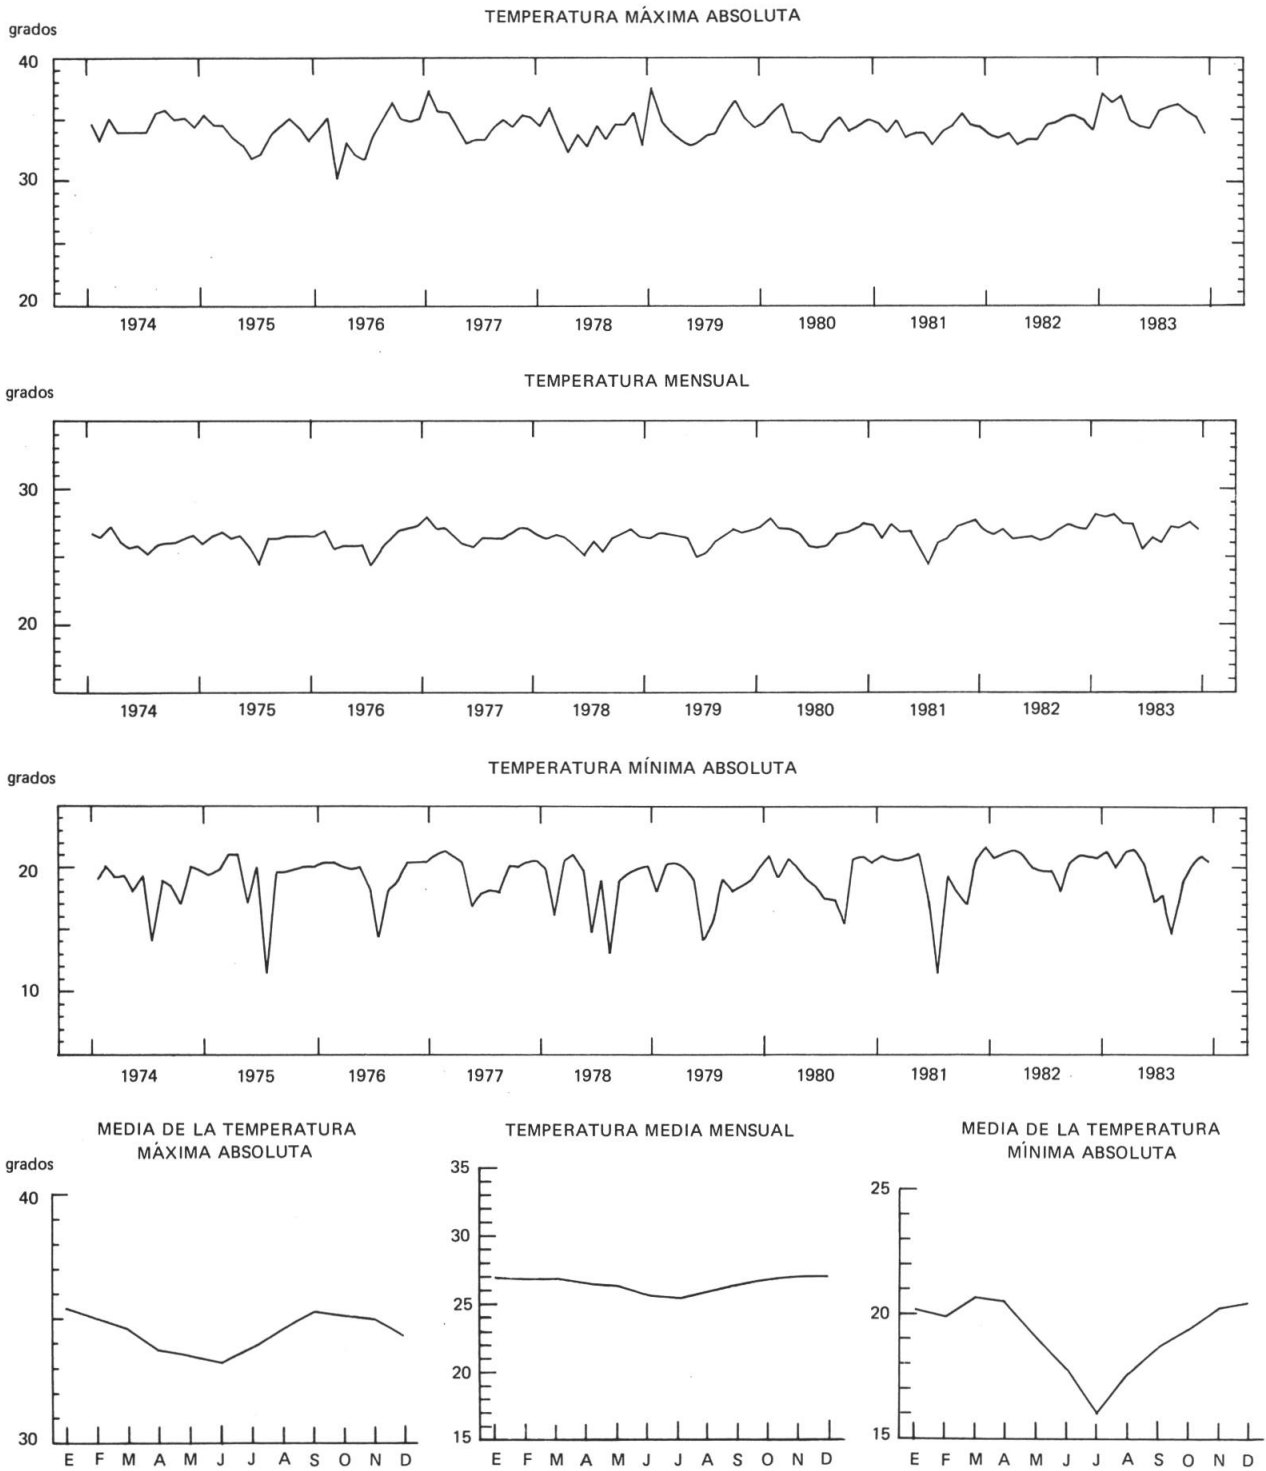 TEMPERATURA MÁXIMA ABSOLUTA
grados
40
30
20
1974 1975 1976 1977 1978 1979 1980 1981 1982 1983
TEMPERATURA MENSUAL
grados
30
20
1974 1975 1976 1977 1978 1979 1980 1981 1982 1983
TEMPERATURA MÍNIMA ABSOLUTA
grados
20
10
1974 1975 1976 1977 1978 1979 1980 1981 1982 1983
MEDIA DE LA TEMPERATURA
MÁXIMA ABSOLUTA
grados
40
30
E F M A M J J A S O N D
TEMPERATURA MEDIA MENSUAL
35
30
25
20
15
E F M A M J J A S O N D
MEDIA DE LA TEMPERATURA
MÍNIMA ABSOLUTA
25
20
15
E F M A M J J A S O N D